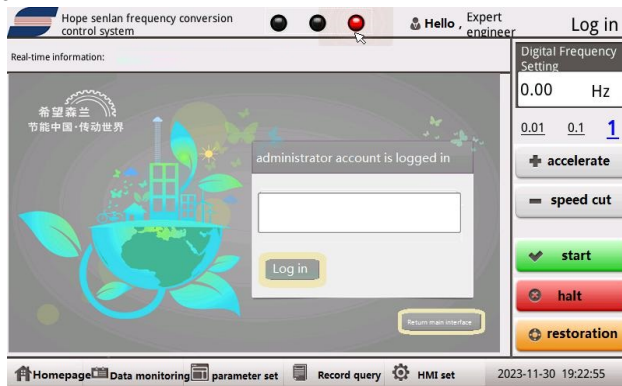 Hope senlan frequency conversion
control system
Hello ,
Expert
engineer
Log in
Real-time information:
Digital Frequency
Setting
0.00 Hz
0.01 0.1 1
accelerate
speed cut
start
halt
restoration
希望森兰
节能中国·传动世界
administrator account is logged in
Log in
Return main interface
Homepage Data monitoring parameter set Record query HMI set 2023-11-30 19:22:55